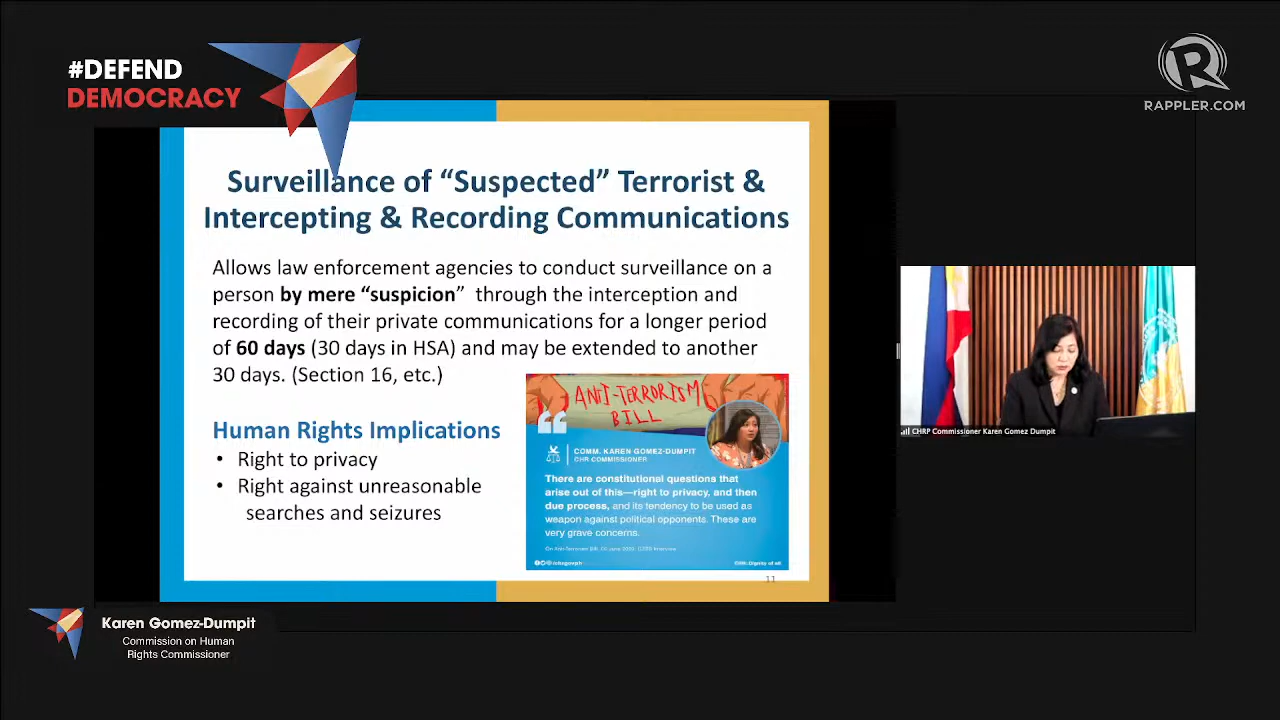 #DEFEND
DEMOCRACY
R
RAPPLER.COM
Surveillance of “Suspected” Terrorist &
Intercepting & Recording Communications
Allows law enforcement agencies to conduct surveillance on a
person by mere “suspicion” through the interception and
recording of their private communications for a longer period
of 60 days (30 days in HSA) and may be extended to another
30 days. (Section 16, etc.)
Human Rights Implications
• Right to privacy
• Right against unreasonable
searches and seizures
ANTI-TERRORISM
BILL
COMM. KAREN GOMEZ-DUMPIT
CHR COMMISSIONER
There are constitutional questions that
arise out of this—right to privacy, and then
due process, and its tendency to be used as
weapon against political opponents. These are
very grave concerns.
11
CHRP Commissioner Karen Gomez Dumpit
Karen Gomez-Dumpit
Commission on Human
Rights Commissioner